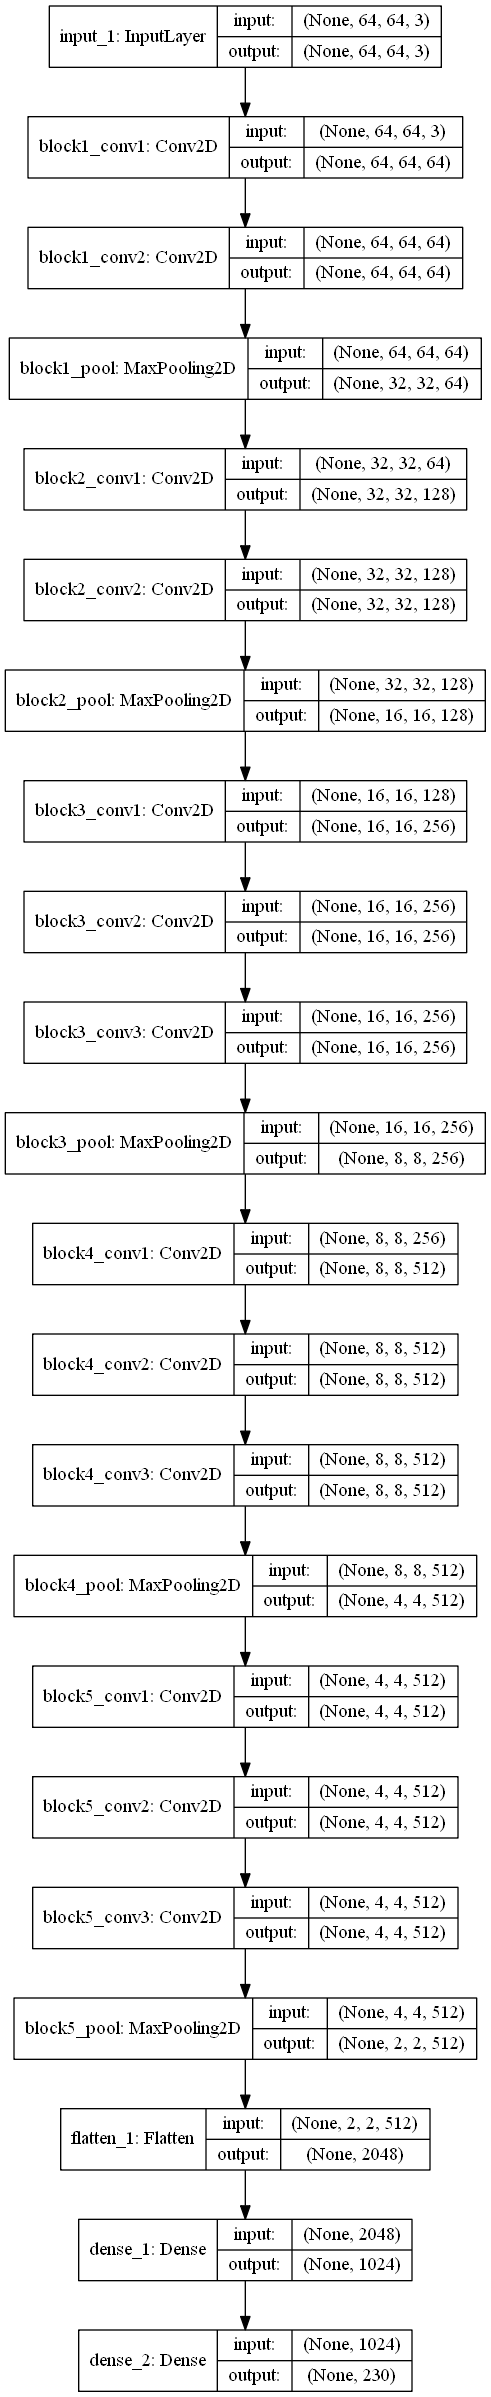 input_1: InputLayer
input: (None, 64, 64, 3)
output: (None, 64, 64, 3)
block1_conv1: Conv2D
input: (None, 64, 64, 3)
output: (None, 64, 64, 64)
block1_conv2: Conv2D
input: (None, 64, 64, 64)
output: (None, 64, 64, 64)
block1_pool: MaxPooling2D
input: (None, 64, 64, 64)
output: (None, 32, 32, 64)
block2_conv1: Conv2D
input: (None, 32, 32, 64)
output: (None, 32, 32, 128)
block2_conv2: Conv2D
input: (None, 32, 32, 128)
output: (None, 32, 32, 128)
block2_pool: MaxPooling2D
input: (None, 32, 32, 128)
output: (None, 16, 16, 128)
block3_conv1: Conv2D
input: (None, 16, 16, 128)
output: (None, 16, 16, 256)
block3_conv2: Conv2D
input: (None, 16, 16, 256)
output: (None, 16, 16, 256)
block3_conv3: Conv2D
input: (None, 16, 16, 256)
output: (None, 16, 16, 256)
block3_pool: MaxPooling2D
input: (None, 16, 16, 256)
output: (None, 8, 8, 256)
block4_conv1: Conv2D
input: (None, 8, 8, 256)
output: (None, 8, 8, 512)
block4_conv2: Conv2D
input: (None, 8, 8, 512)
output: (None, 8, 8, 512)
block4_conv3: Conv2D
input: (None, 8, 8, 512)
output: (None, 8, 8, 512)
block4_pool: MaxPooling2D
input: (None, 8, 8, 512)
output: (None, 4, 4, 512)
block5_conv1: Conv2D
input: (None, 4, 4, 512)
output: (None, 4, 4, 512)
block5_conv2: Conv2D
input: (None, 4, 4, 512)
output: (None, 4, 4, 512)
block5_conv3: Conv2D
input: (None, 4, 4, 512)
output: (None, 4, 4, 512)
block5_pool: MaxPooling2D
input: (None, 4, 4, 512)
output: (None, 2, 2, 512)
flatten_1: Flatten
input: (None, 2, 2, 512)
output: (None, 2048)
dense_1: Dense
input: (None, 2048)
output: (None, 1024)
dense_2: Dense
input: (None, 1024)
output: (None, 230)